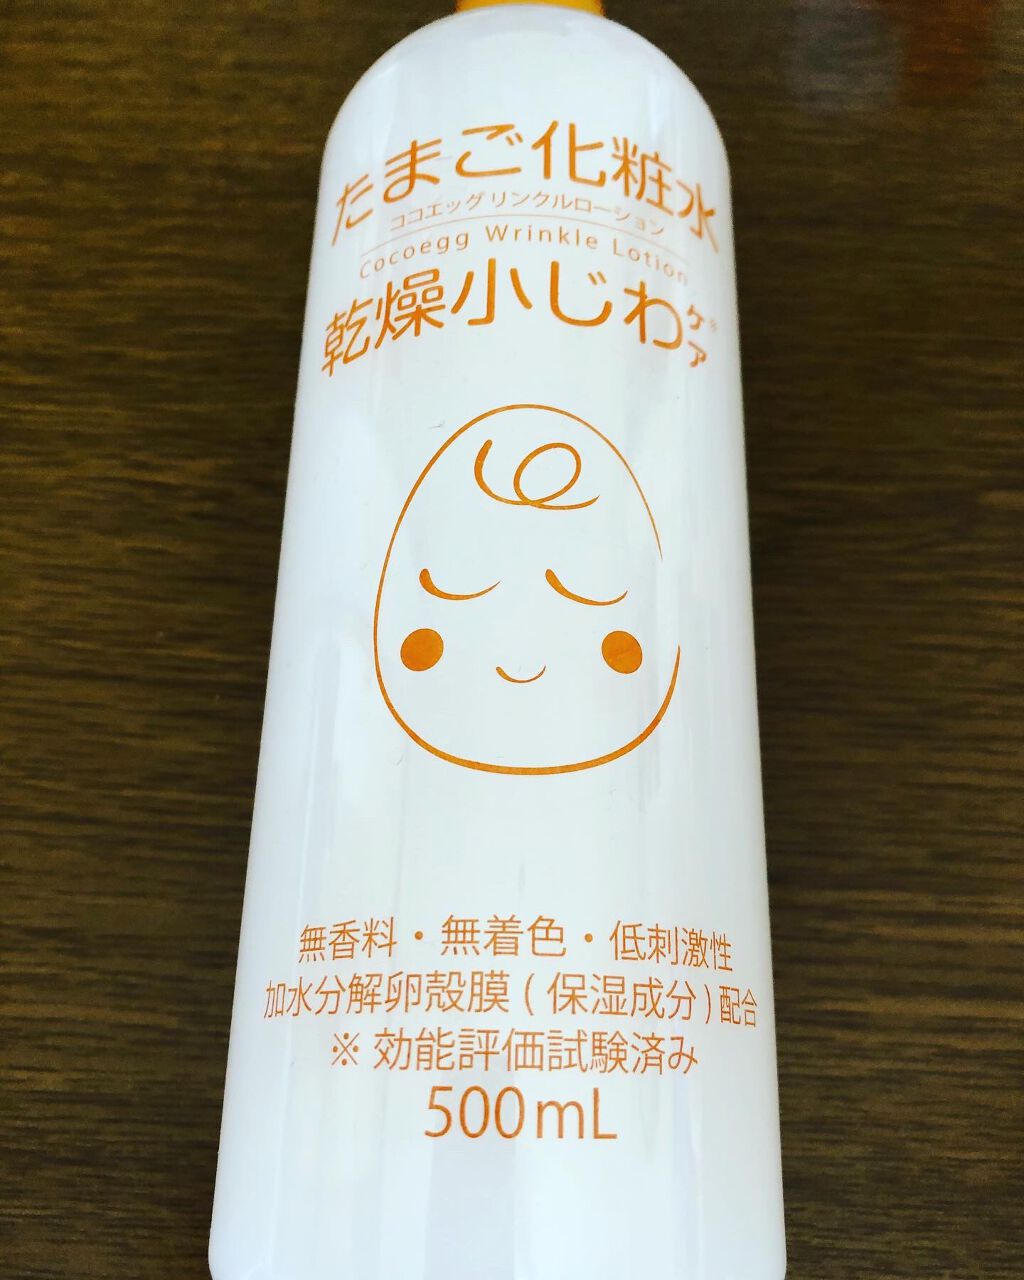 たまご化粧水
ココエッグリンクルローション
Cocoegg Wrinkle Lotion
乾燥小じわケア※
無香料・無着色・低刺激性
加水分解卵殻膜(保湿成分)配合
※効能評価試験済み
500mL